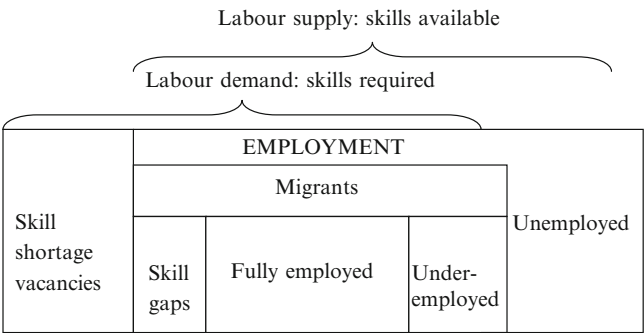 Labour supply: skills available
Labour demand: skills required
EMPLOYMENT
Migrants
Skill
shortage
vacancies
Skill
gaps
Fully employed
Under-
employed
Unemployed